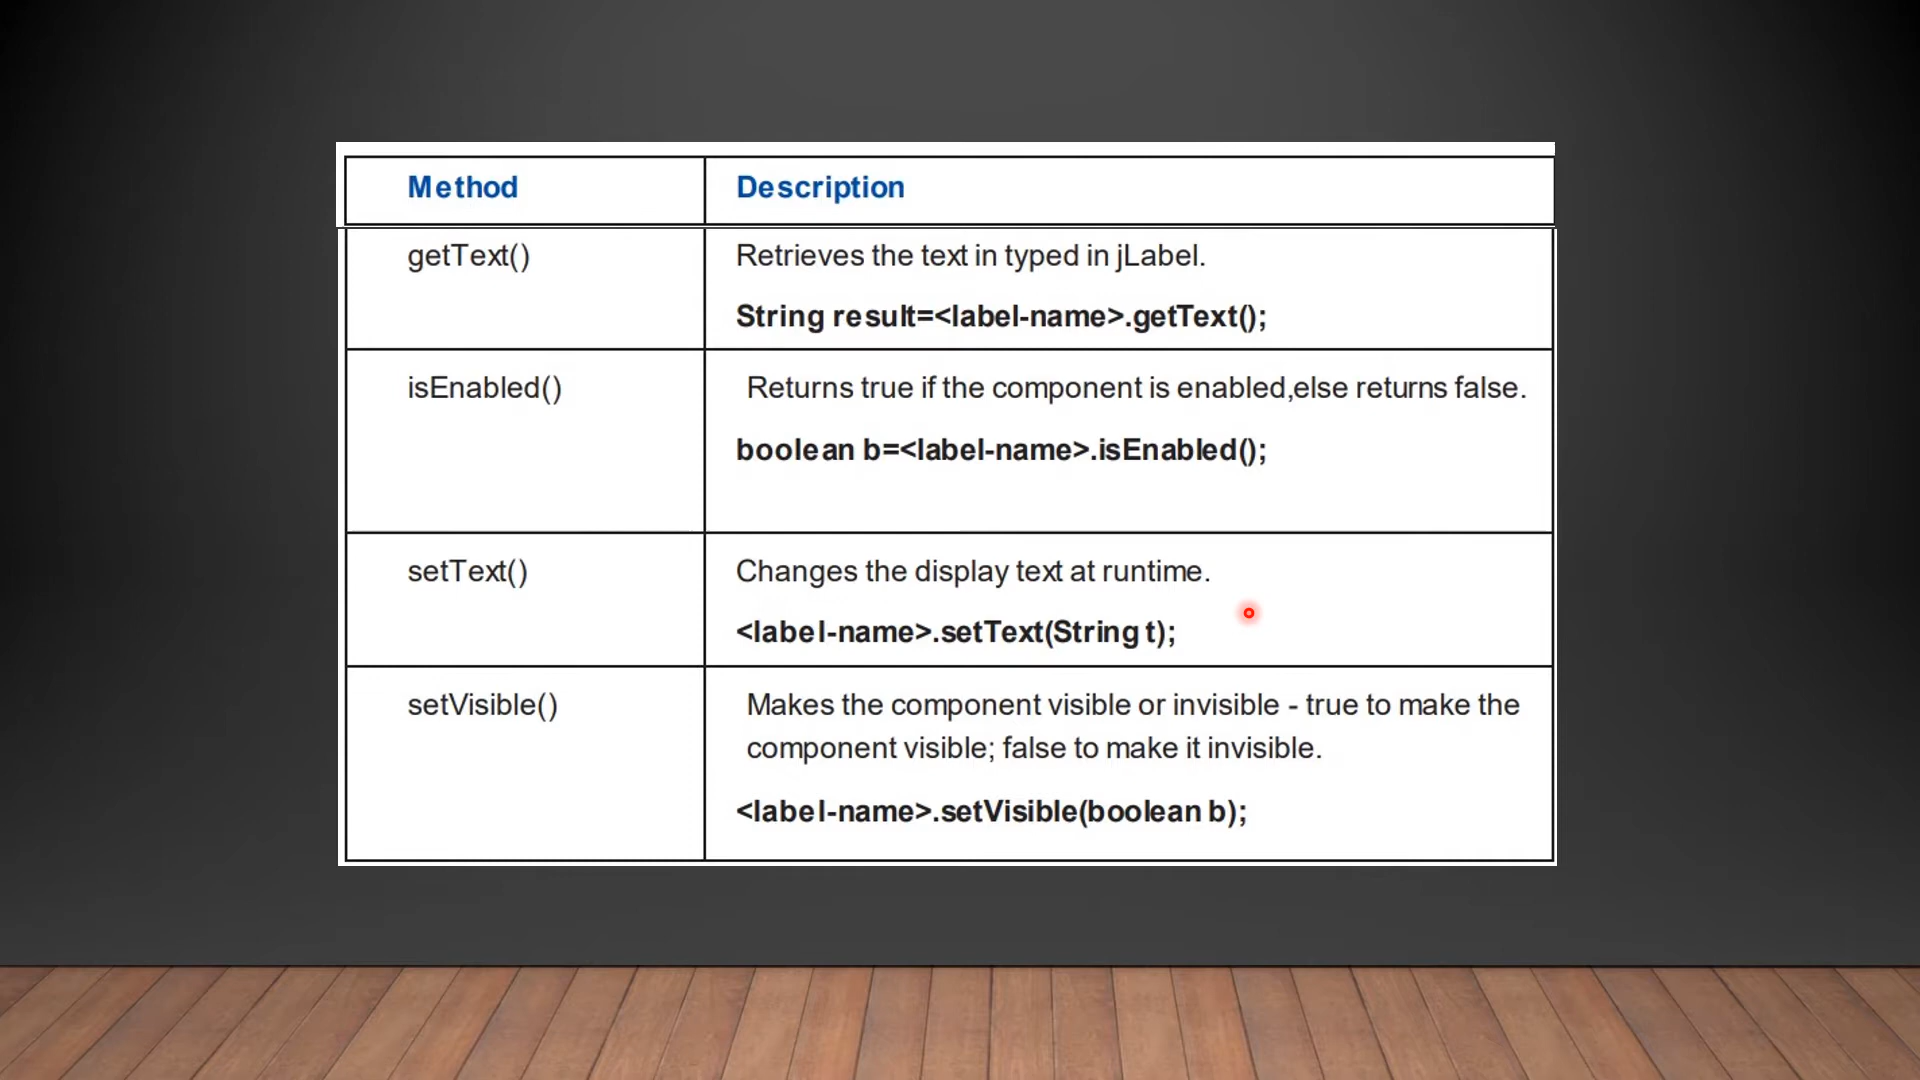 Method Description
getText() Retrieves the text in typed in jLabel.
String result=<label-name>.getText();
isEnabled() Returns true if the component is enabled,else returns false.
boolean b=<label-name>.isEnabled();
setText() Changes the display text at runtime.
<label-name>.setText(String t);
setVisible() Makes the component visible or invisible - true to make the
component visible; false to make it invisible.
<label-name>.setVisible(boolean b);